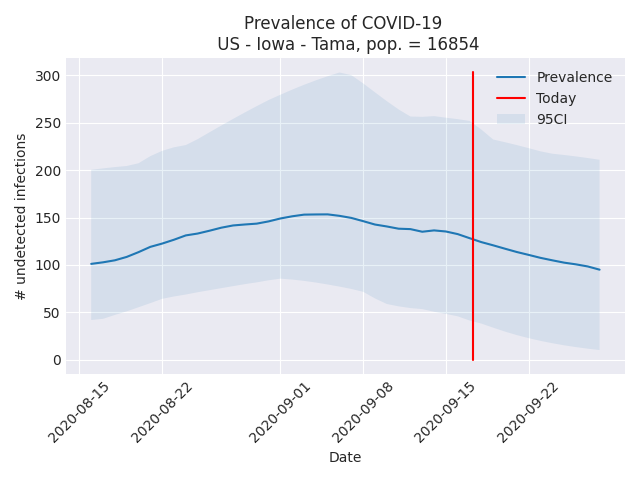 Prevalence of COVID-19
US - Iowa - Tama, pop. = 16854
# undetected infections
300
250
200
150
100
50
0
Prevalence
Today
95CI
2020-08-15
2020-08-22
2020-09-01
2020-09-08
2020-09-15
2020-09-22
Date